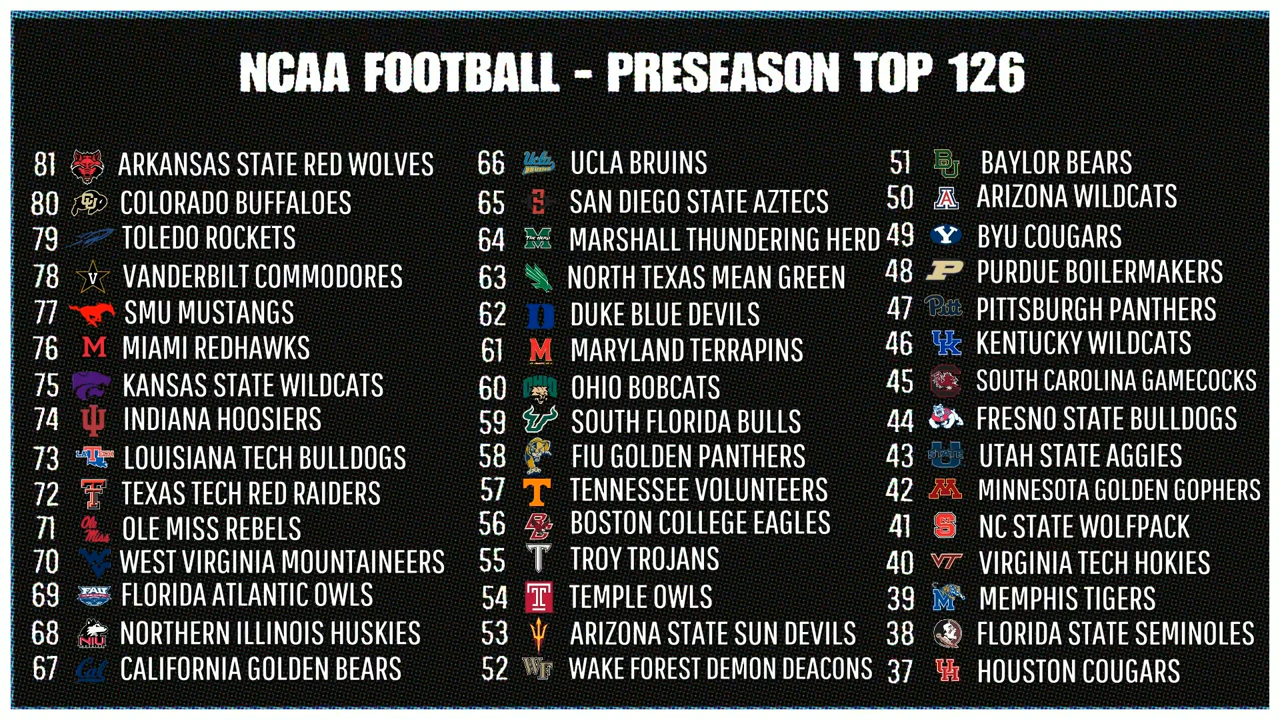 NCAA FOOTBALL - PRESEASON TOP 126
81 ARKANSAS STATE RED WOLVES
80 COLORADO BUFFALOES
79 TOLEDO ROCKETS
78 VANDERBILT COMMODORES
77 SMU MUSTANGS
76 MIAMI REDHAWKS
75 KANSAS STATE WILDCATS
74 INDIANA HOOSIERS
73 LOUISIANA TECH BULLDOGS
72 TEXAS TECH RED RAIDERS
71 OLE MISS REBELS
70 WEST VIRGINIA MOUNTAINEERS
69 FLORIDA ATLANTIC OWLS
68 NORTHERN ILLINOIS HUSKIES
67 CALIFORNIA GOLDEN BEARS
66 UCLA BRUINS
65 SAN DIEGO STATE AZTECS
64 MARSHALL THUNDERING HERD
63 NORTH TEXAS MEAN GREEN
62 DUKE BLUE DEVILS
61 MARYLAND TERRAPINS
60 OHIO BOBCATS
59 SOUTH FLORIDA BULLS
58 FIU GOLDEN PANTHERS
57 TENNESSEE VOLUNTEERS
56 BOSTON COLLEGE EAGLES
55 TROY TROJANS
54 TEMPLE OWLS
53 ARIZONA STATE SUN DEVILS
52 WAKE FOREST DEMON DEACONS
51 BAYLOR BEARS
50 ARIZONA WILDCATS
49 BYU COUGARS
48 PURDUE BOILERMAKERS
47 PITTSBURGH PANTHERS
46 KENTUCKY WILDCATS
45 SOUTH CAROLINA GAMECOCKS
44 FRESNO STATE BULLDOGS
43 UTAH STATE AGGIES
42 MINNESOTA GOLDEN GOPHERS
41 NC STATE WOLFPACK
40 VIRGINIA TECH HOKIES
39 MEMPHIS TIGERS
38 FLORIDA STATE SEMINOLES
37 HOUSTON COUGARS